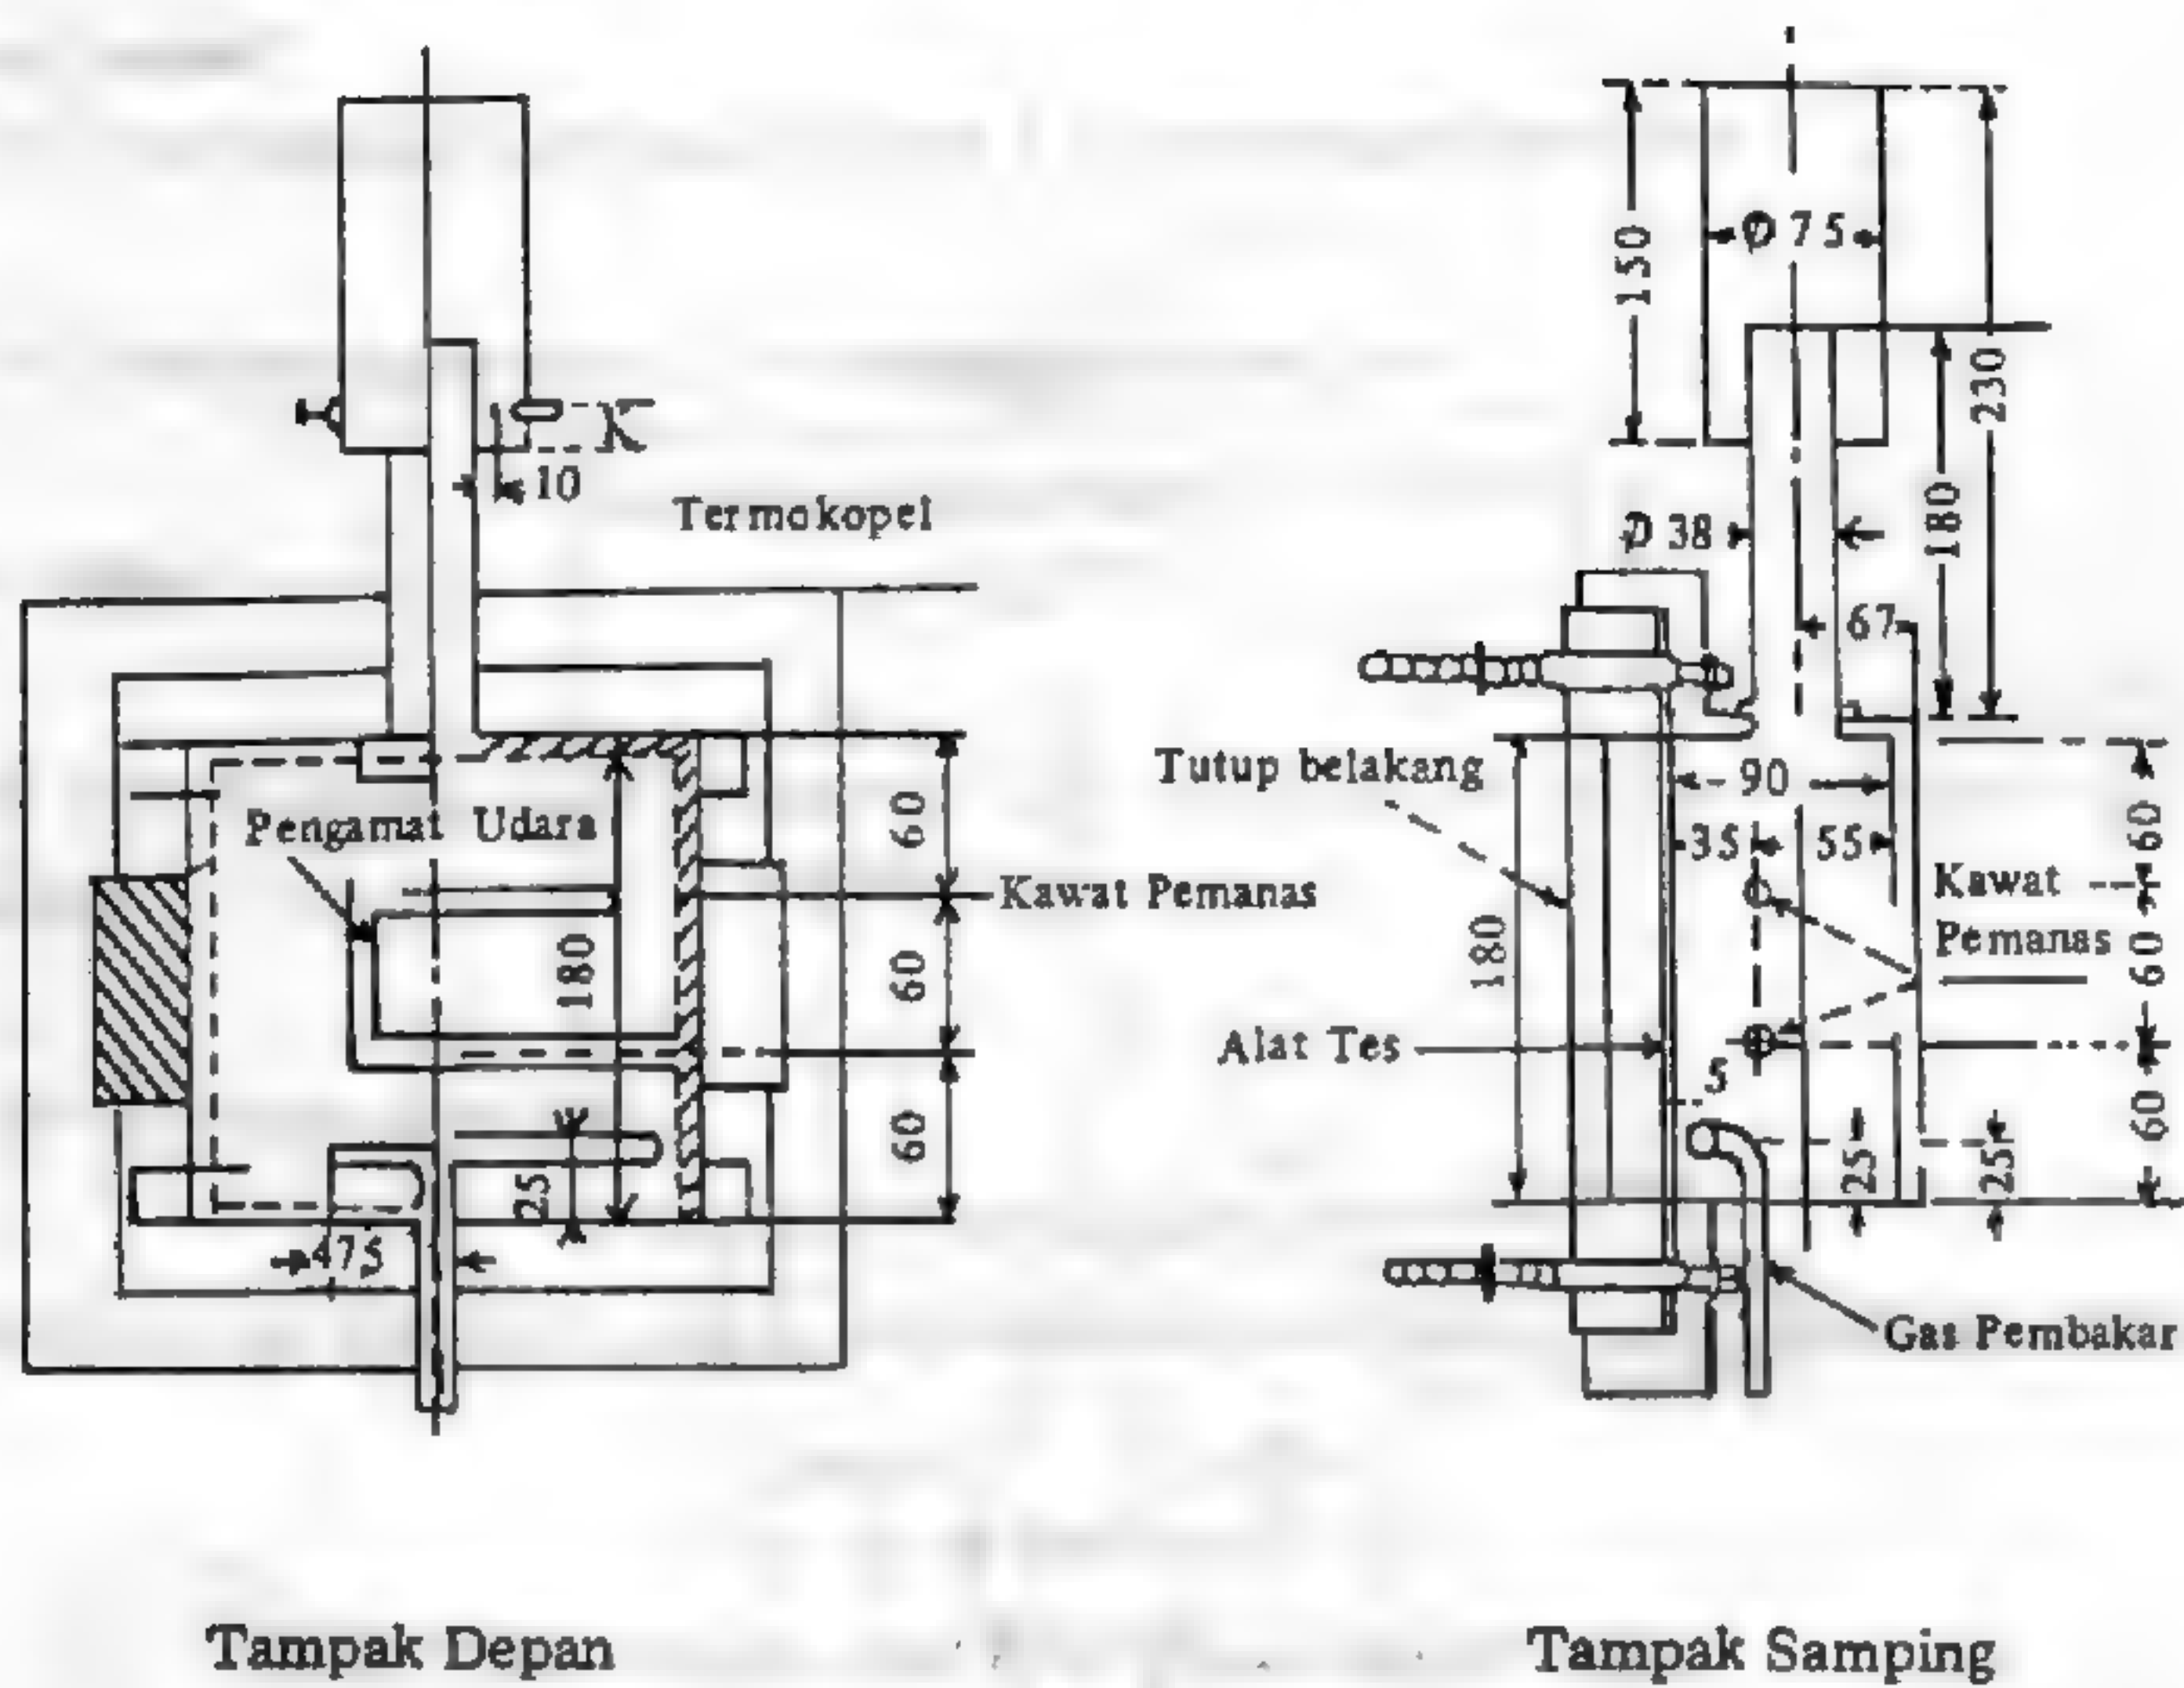 10
Termokopel
Pengamat Udara
180
60
Kawat Pemanas
60
60
25
475
Tampak Depan
150
Ø 75
230
180
Ø 38
67
Tutup belakang
90
35
55
60
Kawat
Pemanas
60
180
Alat Tes
5
60
25
25
Gas Pembakar
Tampak Samping